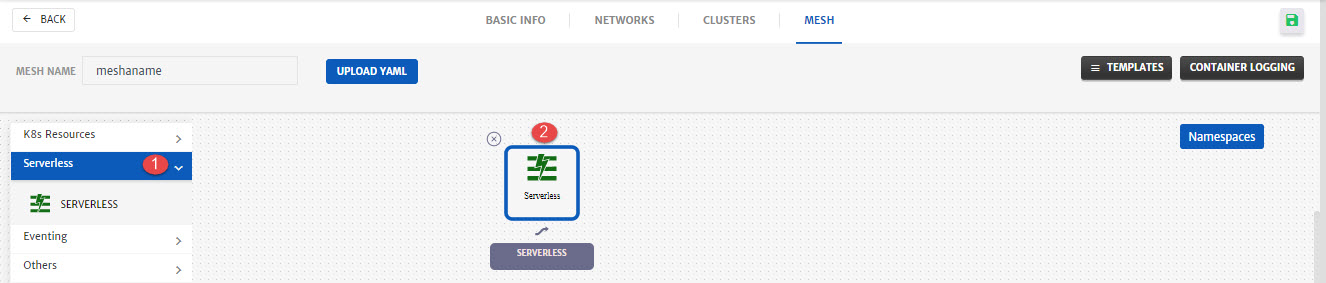 BACK
BASIC INFO
NETWORKS
CLUSTERS
MESH
MESH NAME
meshaname
UPLOAD YAML
TEMPLATES
CONTAINER LOGGING
K8s Resources
Serverless
1
SERVERLESS
Eventing
Others
2
Serverless
SERVERLESS
Namespaces